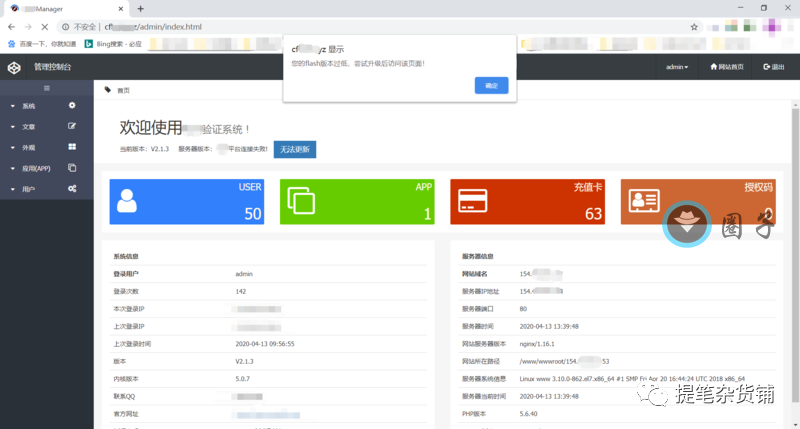 Manager
不安全 | cf z/admin/index.html
百度一下，你就知道 Bing搜索 - 必应
cf yz 显示
您的flash版本过低，尝试升级后访问该页面！
确定
管理控制台 admin 网站首页 退出
系统
文章
外观
应用(APP)
用户
首页
欢迎使用 验证系统！
当前版本：V2.1.3 服务器版本： 平台连接失败! 无法更新
USER
50
APP
1
充值卡
63
授权码
0
圈子
系统信息
登录用户 admin
登录次数 142
本次登录IP
上次登录IP
上次登录时间 2020-04-13 09:56:55
版本 V2.1.3
内核版本 5.0.7
联系QQ
官方网址
服务器信息
网站域名 154.
服务器IP地址 154.
服务器端口 80
服务器时间 2020-04-13 13:39:48
网站服务器版本 nginx/1.16.1
网站所在路径 /www/wwwroot/154. 53
服务器系统信息 Linux www 3.10.0-862.el7.x86_64 #1 SMP Fri Apr 20 16:44:24 UTC 2018 x86_64
服务器当前时间 2020-04-13 13:39:48
PHP版本 5.6.40
提笔杂货铺